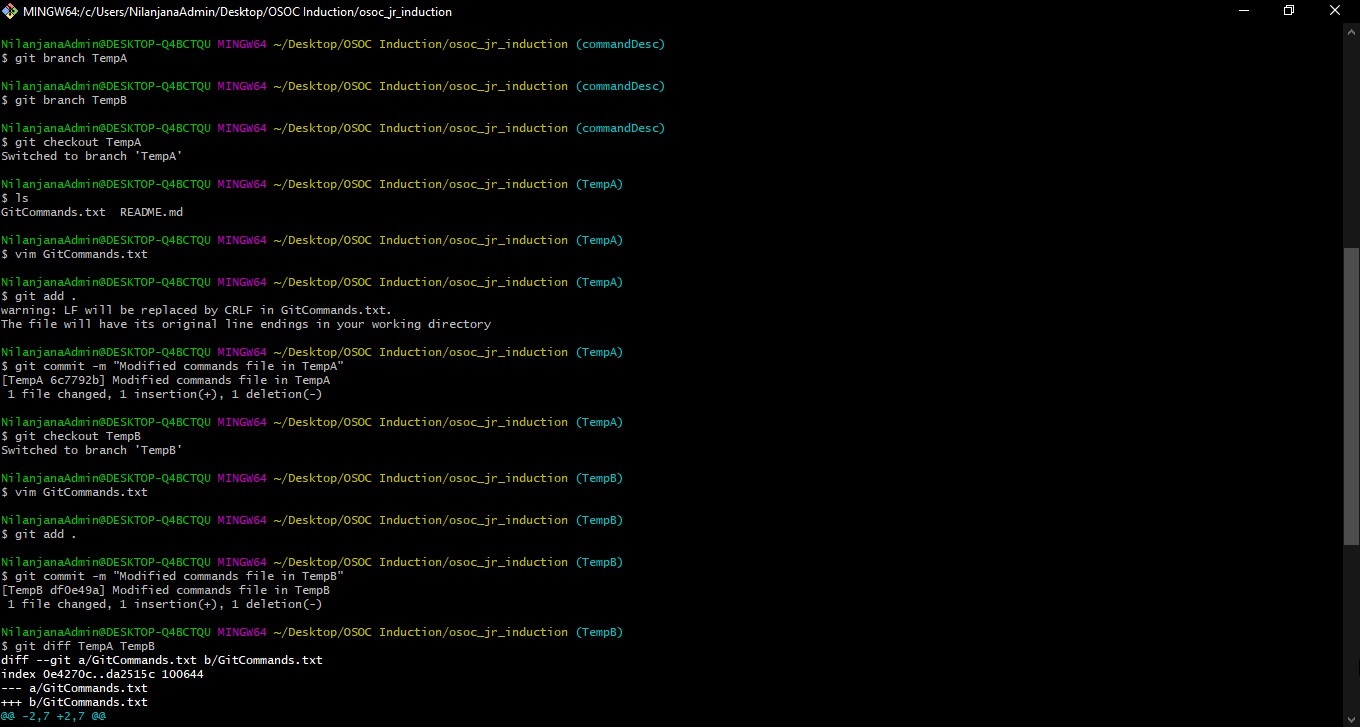 MINGW64:/c/Users/NilanjanaAdmin/Desktop/OSOC Induction/osoc_jr_induction
NilanjanaAdmin@DESKTOP-Q4BCTQU MINGW64 ~/Desktop/OSOC Induction/osoc_jr_induction (commandDesc)
$ git branch TempA
NilanjanaAdmin@DESKTOP-Q4BCTQU MINGW64 ~/Desktop/OSOC Induction/osoc_jr_induction (commandDesc)
$ git branch TempB
NilanjanaAdmin@DESKTOP-Q4BCTQU MINGW64 ~/Desktop/OSOC Induction/osoc_jr_induction (commandDesc)
$ git checkout TempA
Switched to branch 'TempA'
NilanjanaAdmin@DESKTOP-Q4BCTQU MINGW64 ~/Desktop/OSOC Induction/osoc_jr_induction (TempA)
$ ls
GitCommands.txt  README.md
NilanjanaAdmin@DESKTOP-Q4BCTQU MINGW64 ~/Desktop/OSOC Induction/osoc_jr_induction (TempA)
$ vim GitCommands.txt
NilanjanaAdmin@DESKTOP-Q4BCTQU MINGW64 ~/Desktop/OSOC Induction/osoc_jr_induction (TempA)
$ git add .
warning: LF will be replaced by CRLF in GitCommands.txt.
The file will have its original line endings in your working directory
NilanjanaAdmin@DESKTOP-Q4BCTQU MINGW64 ~/Desktop/OSOC Induction/osoc_jr_induction (TempA)
$ git commit -m "Modified commands file in TempA"
[TempA 6c7792b] Modified commands file in TempA
 1 file changed, 1 insertion(+), 1 deletion(-)
NilanjanaAdmin@DESKTOP-Q4BCTQU MINGW64 ~/Desktop/OSOC Induction/osoc_jr_induction (TempA)
$ git checkout TempB
Switched to branch 'TempB'
NilanjanaAdmin@DESKTOP-Q4BCTQU MINGW64 ~/Desktop/OSOC Induction/osoc_jr_induction (TempB)
$ vim GitCommands.txt
NilanjanaAdmin@DESKTOP-Q4BCTQU MINGW64 ~/Desktop/OSOC Induction/osoc_jr_induction (TempB)
$ git add .
NilanjanaAdmin@DESKTOP-Q4BCTQU MINGW64 ~/Desktop/OSOC Induction/osoc_jr_induction (TempB)
$ git commit -m "Modified commands file in TempB"
[TempB df0e49a] Modified commands file in TempB
 1 file changed, 1 insertion(+), 1 deletion(-)
NilanjanaAdmin@DESKTOP-Q4BCTQU MINGW64 ~/Desktop/OSOC Induction/osoc_jr_induction (TempB)
$ git diff TempA TempB
diff --git a/GitCommands.txt b/GitCommands.txt
index 0e4270c..da2515c 100644
--- a/GitCommands.txt
+++ b/GitCommands.txt
@@ -2,7 +2,7 @@